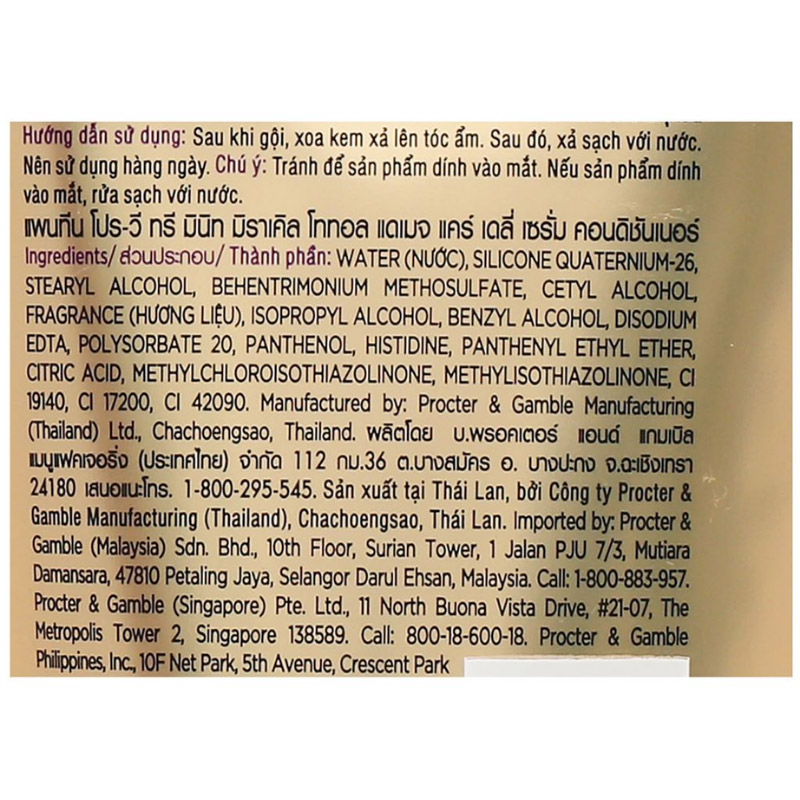 Hướng dẫn sử dụng: Sau khi gội, xoa kem xả lên tóc ẩm. Sau đó, xả sạch với nước.
Nên sử dụng hàng ngày. Chú ý: Tránh để sản phẩm dính vào mắt. Nếu sản phẩm dính
vào mắt, rửa sạch với nước.
แพนทีน โปร-วี ทรี มินิท มิราเคิล โททอล แดเมจ แคร์ เดลี่ เซรั่ม คอนดิชันเนอร์
Ingredients/ ส่วนประกอบ/ Thành phần: WATER (NƯỚC), SILICONE QUATERNIUM-26,
STEARYL ALCOHOL, BEHENTRIMONIUM METHOSULFATE, CETYL ALCOHOL,
FRAGRANCE (HƯƠNG LIỆU), ISOPROPYL ALCOHOL, BENZYL ALCOHOL, DISODIUM
EDTA, POLYSORBATE 20, PANTHENOL, HISTIDINE, PANTHENYL ETHYL ETHER,
CITRIC ACID, METHYLCHLOROISOTHIAZOLINONE, METHYLISOTHIAZOLINONE, CI
19140, CI 17200, CI 42090. Manufactured by: Procter & Gamble Manufacturing
(Thailand) Ltd., Chachoengsao, Thailand. ผลิตโดย บ.พรอคเตอร์ แอนด์ แกมเบิล
แมนูแฟคเจอริ่ง (ประเทศไทย) จำกัด 112 กม.36 ต.บางสมัคร อ. บางปะกง จ.ฉะเชิงเทรา
24180 เสนอแนะโทร. 1-800-295-545. Sản xuất tại Thái Lan, bởi Công ty Procter &
Gamble Manufacturing (Thailand), Chachoengsao, Thái Lan. Imported by: Procter &
Gamble (Malaysia) Sdn. Bhd., 10th Floor, Surian Tower, 1 Jalan PJU 7/3, Mutiara
Damansara, 47810 Petaling Jaya, Selangor Darul Ehsan, Malaysia. Call: 1-800-883-957.
Procter & Gamble (Singapore) Pte. Ltd., 11 North Buona Vista Drive, #21-07, The
Metropolis Tower 2, Singapore 138589. Call: 800-18-600-18. Procter & Gamble
Philippines, Inc., 10F Net Park, 5th Avenue, Crescent Park